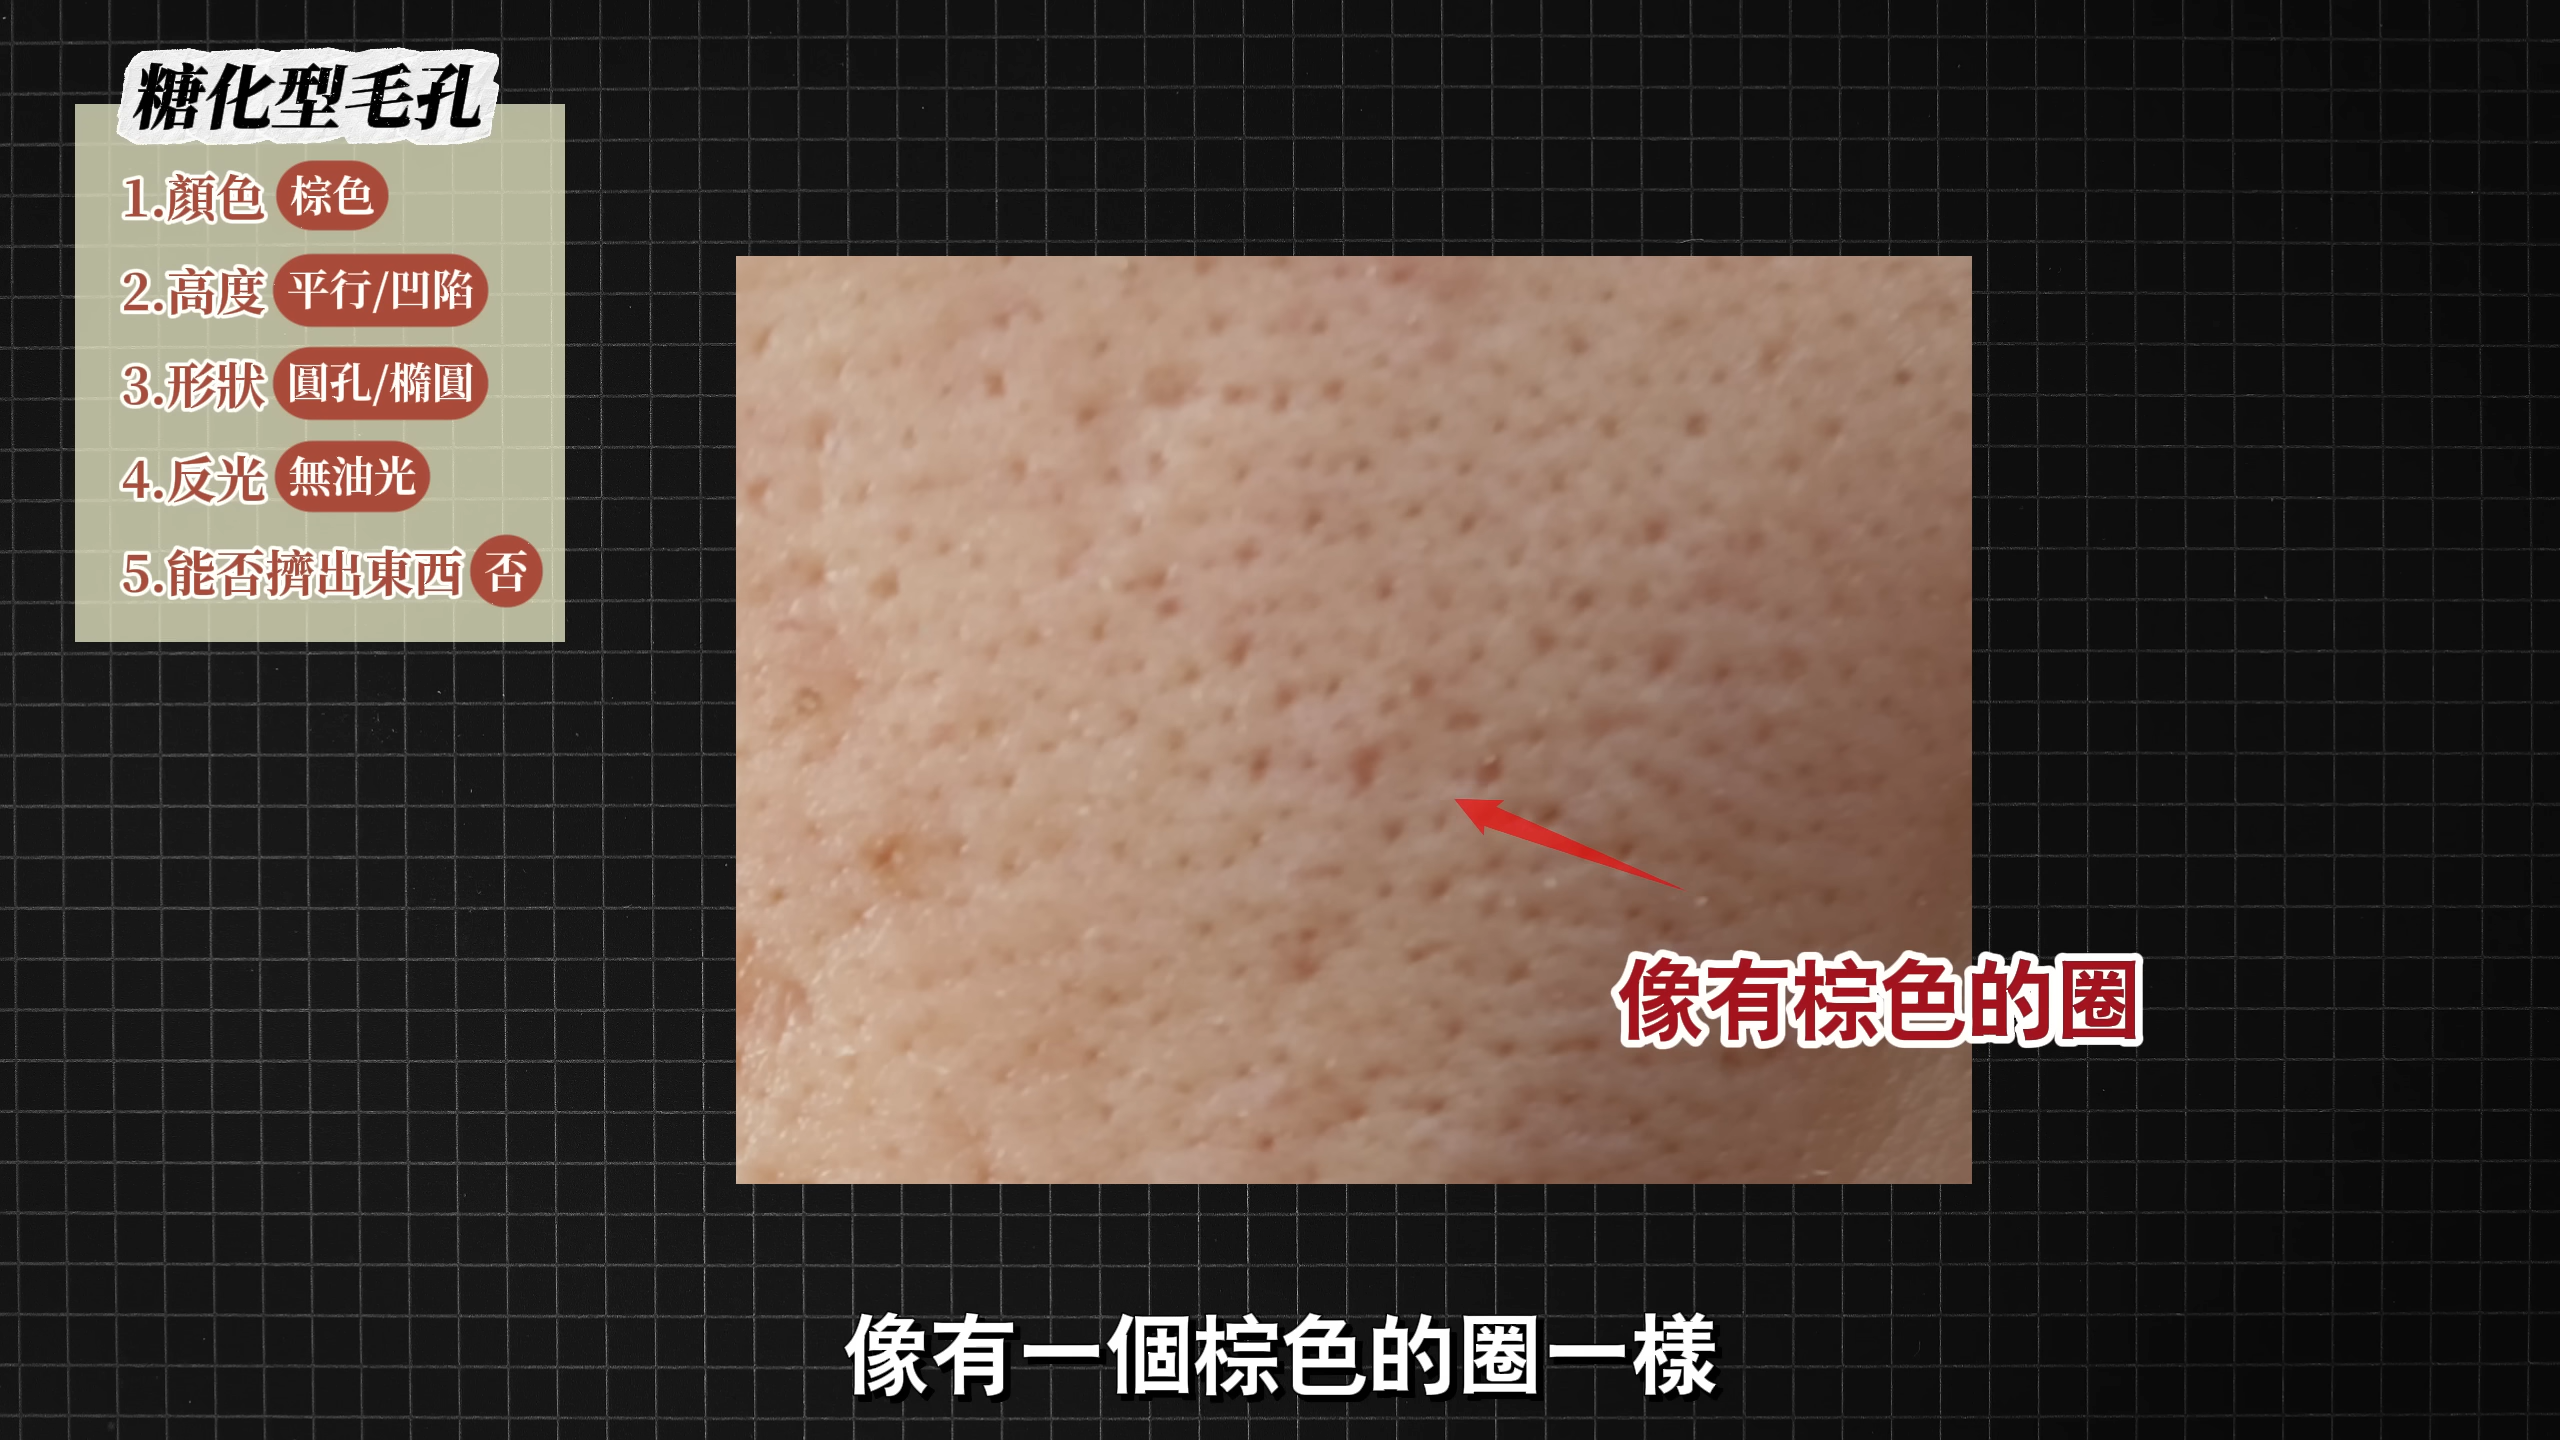 糖化型毛孔
1.顏色 棕色
2.高度 平行/凹陷
3.形狀 圓孔/橢圓
4.反光 無油光
5.能否擠出東西 否
像有棕色的圈
像有一個棕色的圈一樣